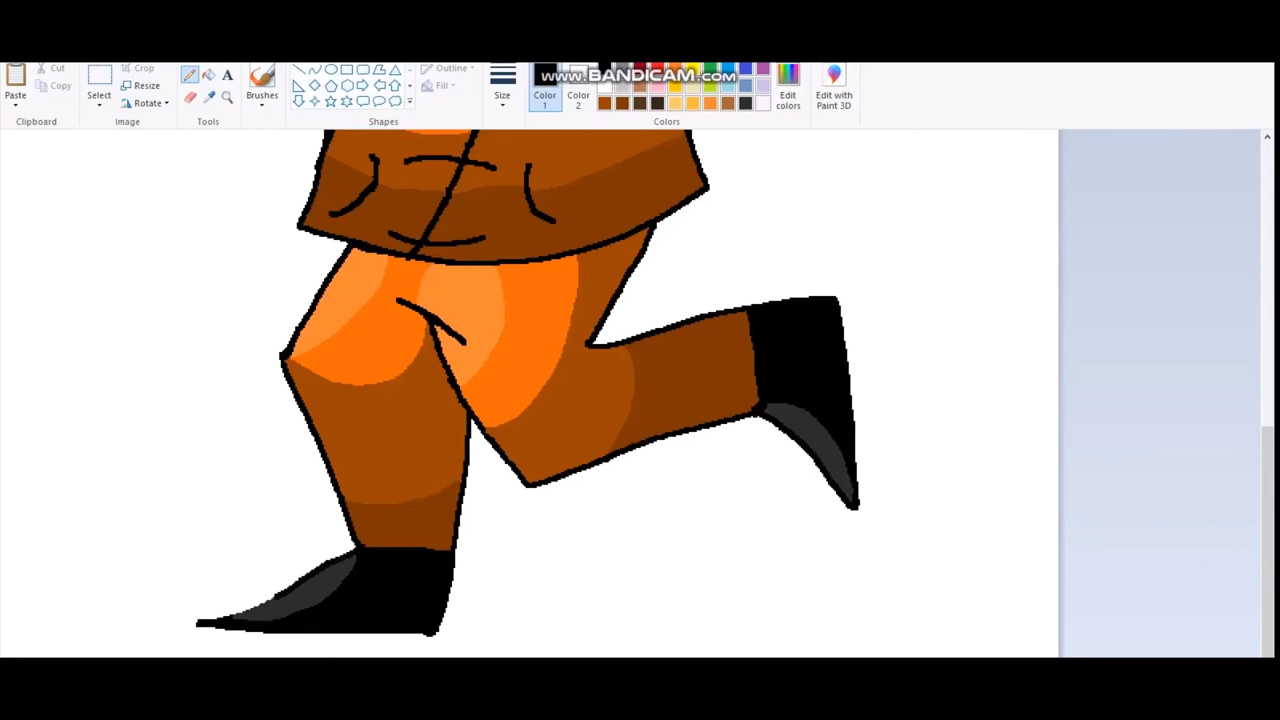 www.BANDICAM.com
Cut
Copy
Paste
Clipboard
Crop
Resize
Rotate
Select
Image
A
Tools
Brushes
Outline
Fill
Shapes
Size
Color
1
Color
2
Edit
colors
Edit with
Paint 3D
Colors